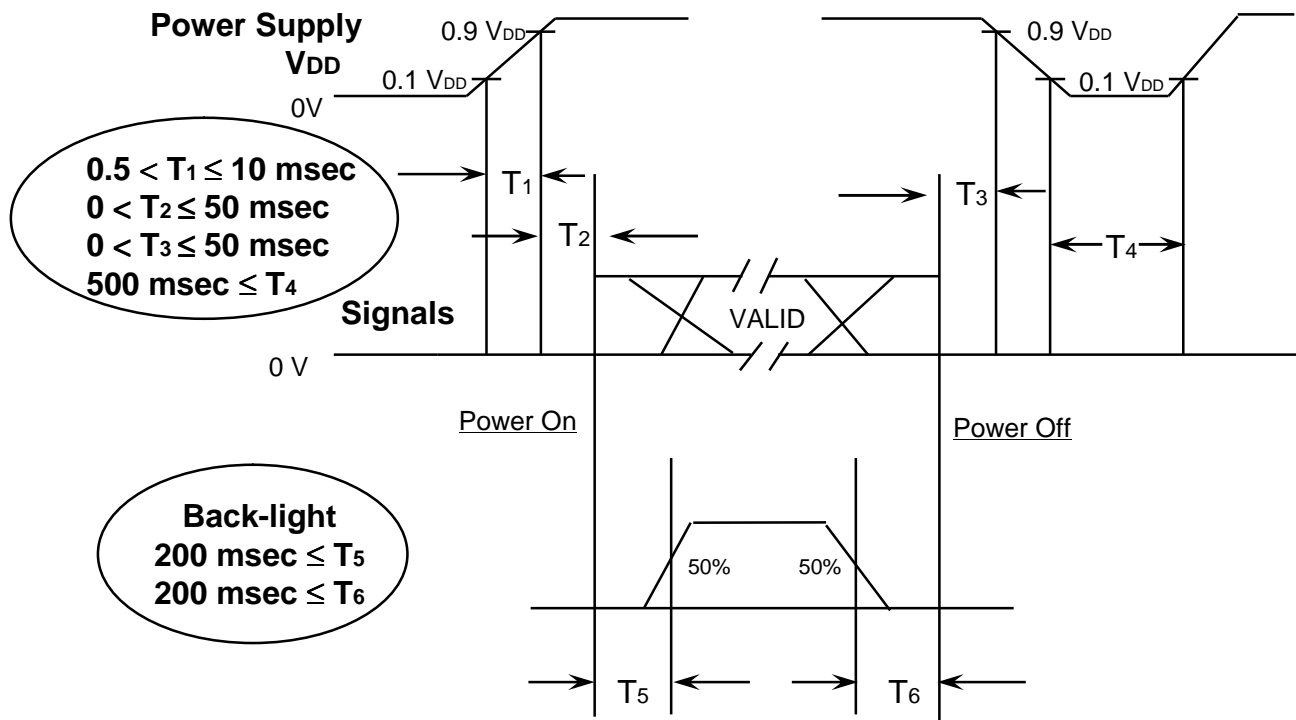 Power Supply
VDD
0.9 VDD
0.1 VDD
0V
0.9 VDD
0.1 VDD
0.5 < T1 ≤ 10 msec
0 < T2 ≤ 50 msec
0 < T3 ≤ 50 msec
500 msec ≤ T4
T1
T2
T3
T4
Signals
VALID
0 V
Power On
Power Off
Back-light
200 msec ≤ T5
200 msec ≤ T6
50%
50%
T5
T6